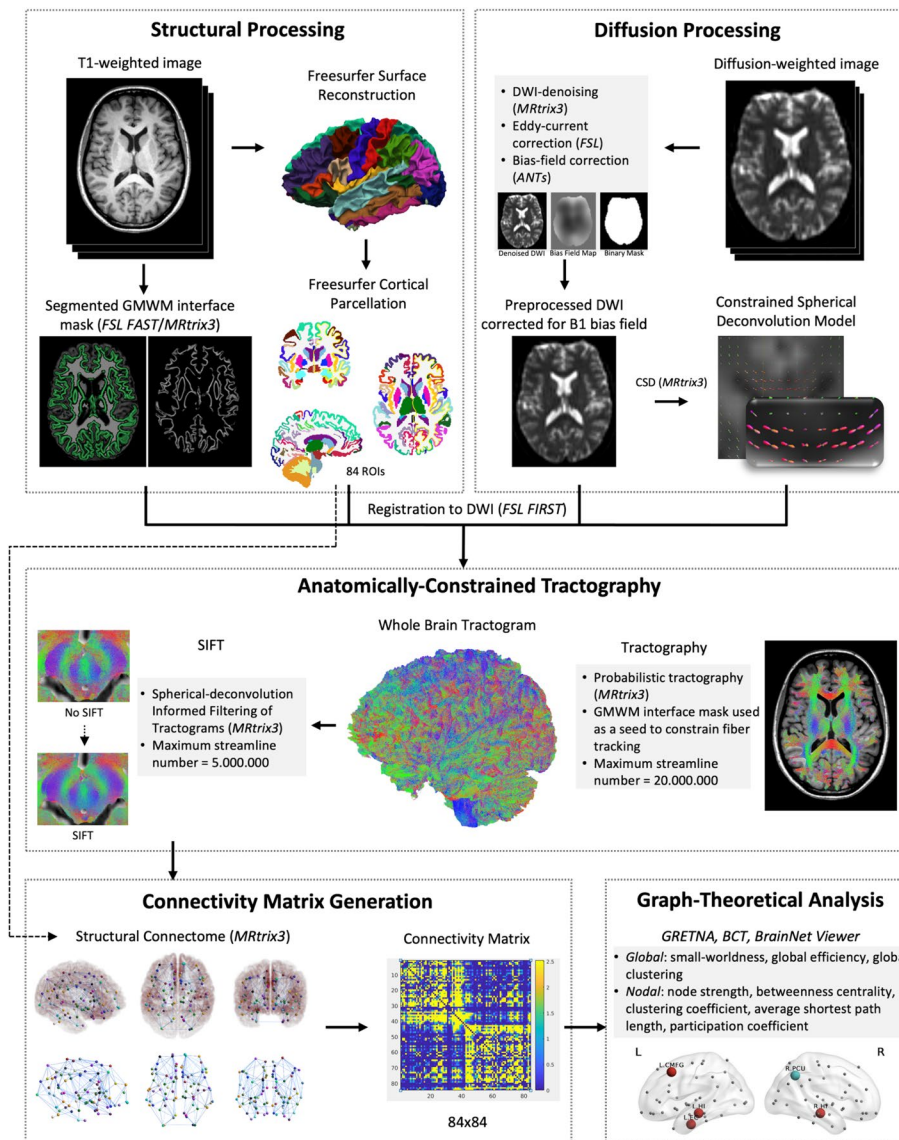 Structural Processing
T1-weighted image
Freesurfer Surface
Reconstruction
Segmented GMWM interface
mask (FSL FAST/MRtrix3)
Freesurfer Cortical
Parcellation
84 ROIs
Diffusion Processing
Diffusion-weighted image
• DWI-denoising
(MRtrix3)
• Eddy-current
correction (FSL)
• Bias-field correction
(ANTs)
Denoised DWI
Bias Field Map
Binary Mask
Preprocessed DWI
corrected for B1 bias field
CSD (MRtrix3)
Constrained Spherical
Deconvolution Model
Registration to DWI (FSL FIRST)
Anatomically-Constrained Tractography
SIFT
No SIFT
SIFT
• Spherical-deconvolution
Informed Filtering of
Tractograms (MRtrix3)
• Maximum streamline
number = 5.000.000
Whole Brain Tractogram
Tractography
• Probabilistic tractography
(MRtrix3)
• GMWM interface mask used
as a seed to constrain fiber
tracking
• Maximum streamline
number = 20.000.000
Connectivity Matrix Generation
Structural Connectome (MRtrix3)
Connectivity Matrix
10
20
30
40
50
60
70
80
20
40
60
80
2.5
2
1.5
1
0.5
0
84x84
Graph-Theoretical Analysis
GRETNA, BCT, BrainNet Viewer
• Global: small-worldness, global efficiency, global
clustering
• Nodal: node strength, betweenness centrality,
clustering coefficient, average shortest path
length, participation coefficient
L
R
L.CMFG
R.PCU